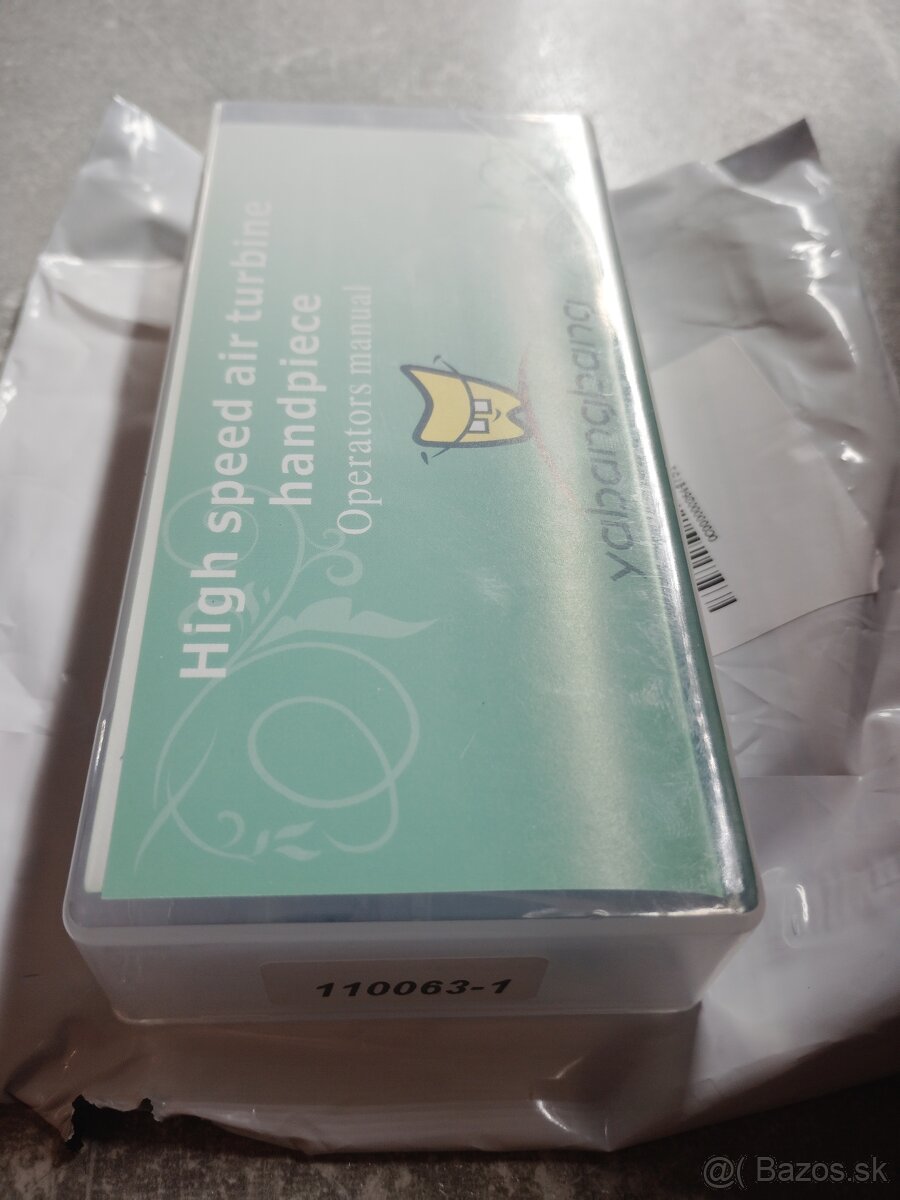 High speed air turbine
handpiece
Operators manual
yabangbang
110063-1
@( Bazos.sk